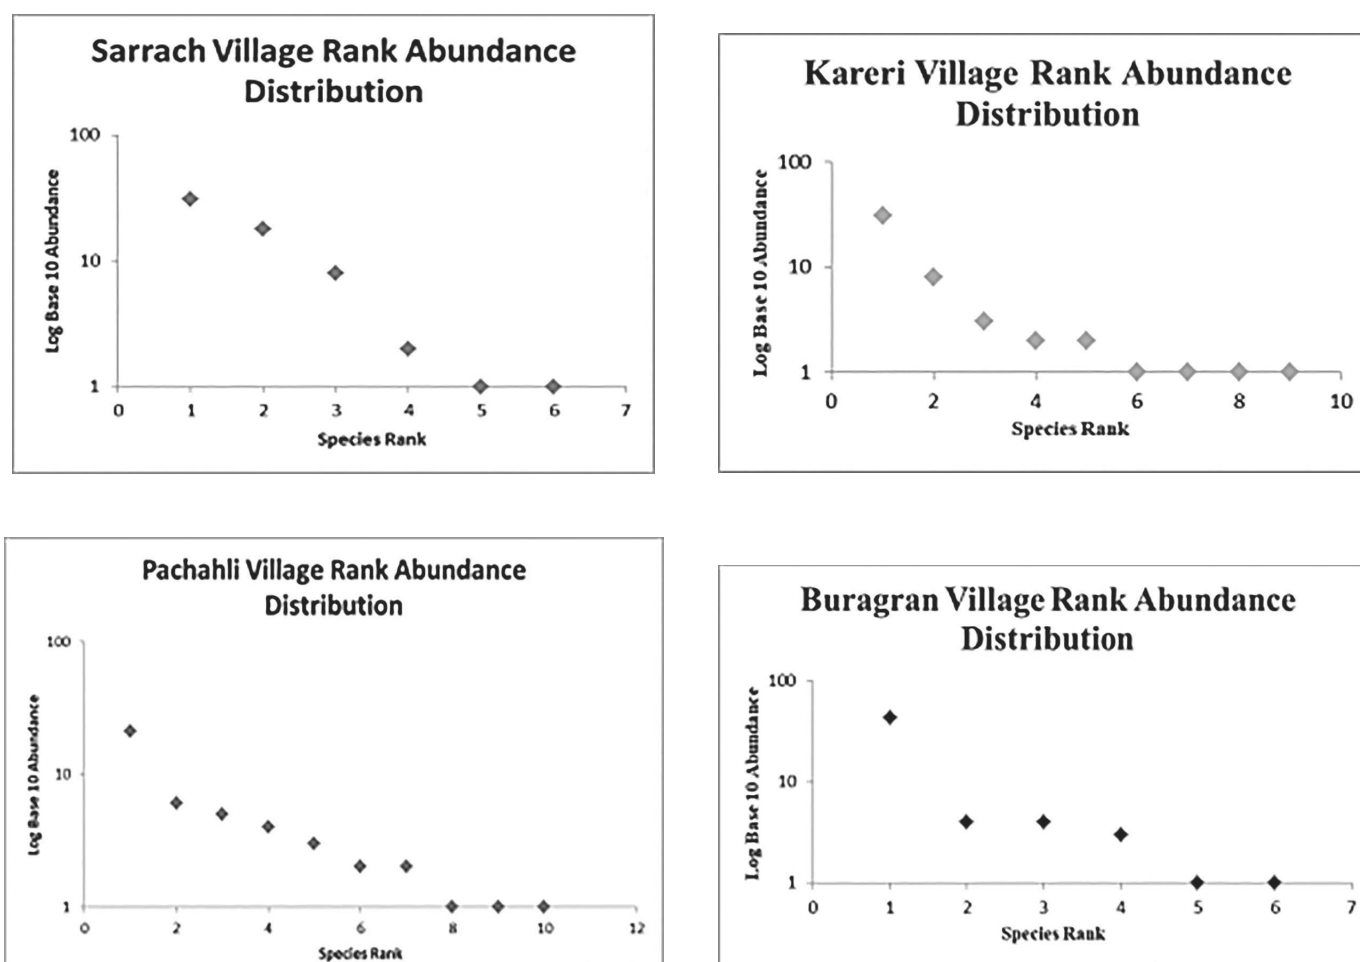 Sarrach Village Rank Abundance
Distribution
100
10
1
0 1 2 3 4 5 6 7
Log Base 10 Abundance
Species Rank
Kareri Village Rank Abundance
Distribution
100
10
1
0 2 4 6 8 10
Log Base 10 Abundance
Species Rank
Pachahli Village Rank Abundance
Distribution
100
10
1
0 2 4 6 8 10 12
Log Base 10 Abundance
Species Rank
Buragran Village Rank Abundance
Distribution
100
10
1
0 1 2 3 4 5 6 7
Log Base 10 Abundance
Species Rank